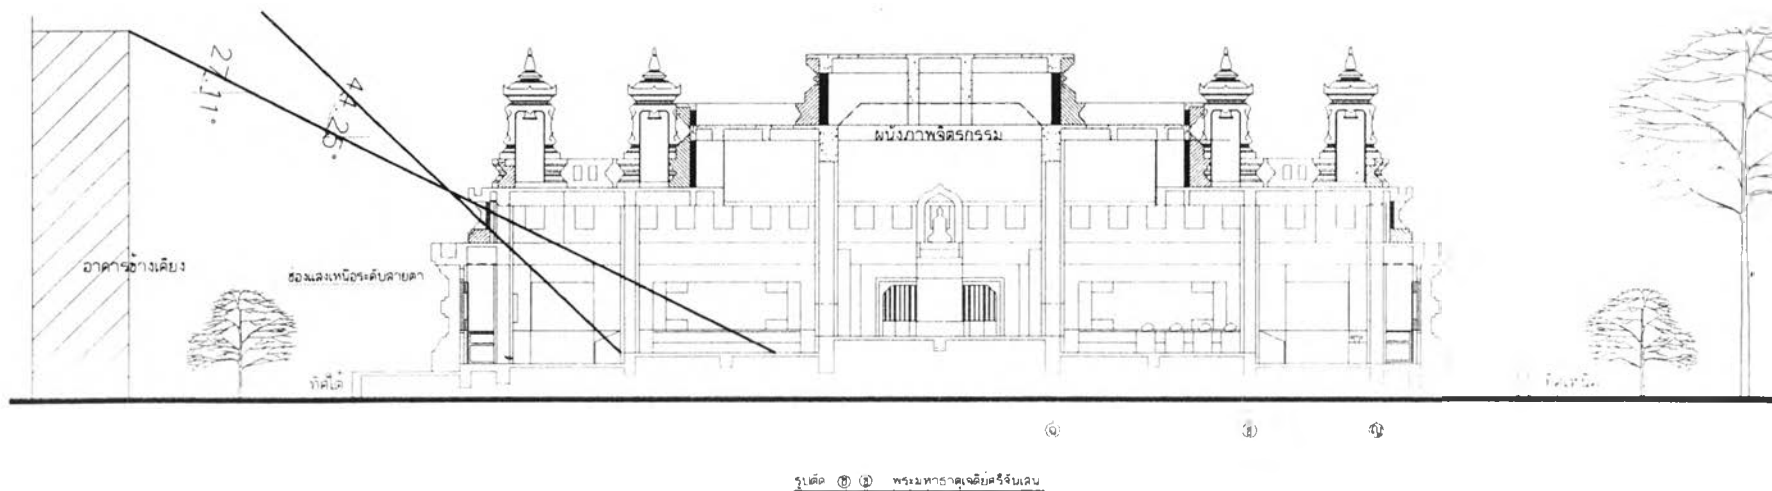 27.11°
44.25°
ผนังภาพจิตรกรรม
อาคารข้างเคียง
ช่องแสงเหนือระดับสายตา
ทิศใต้
ทิศเหนือ
รูปตัด พระมหาธาตุเจดีย์ศรีจันเสน